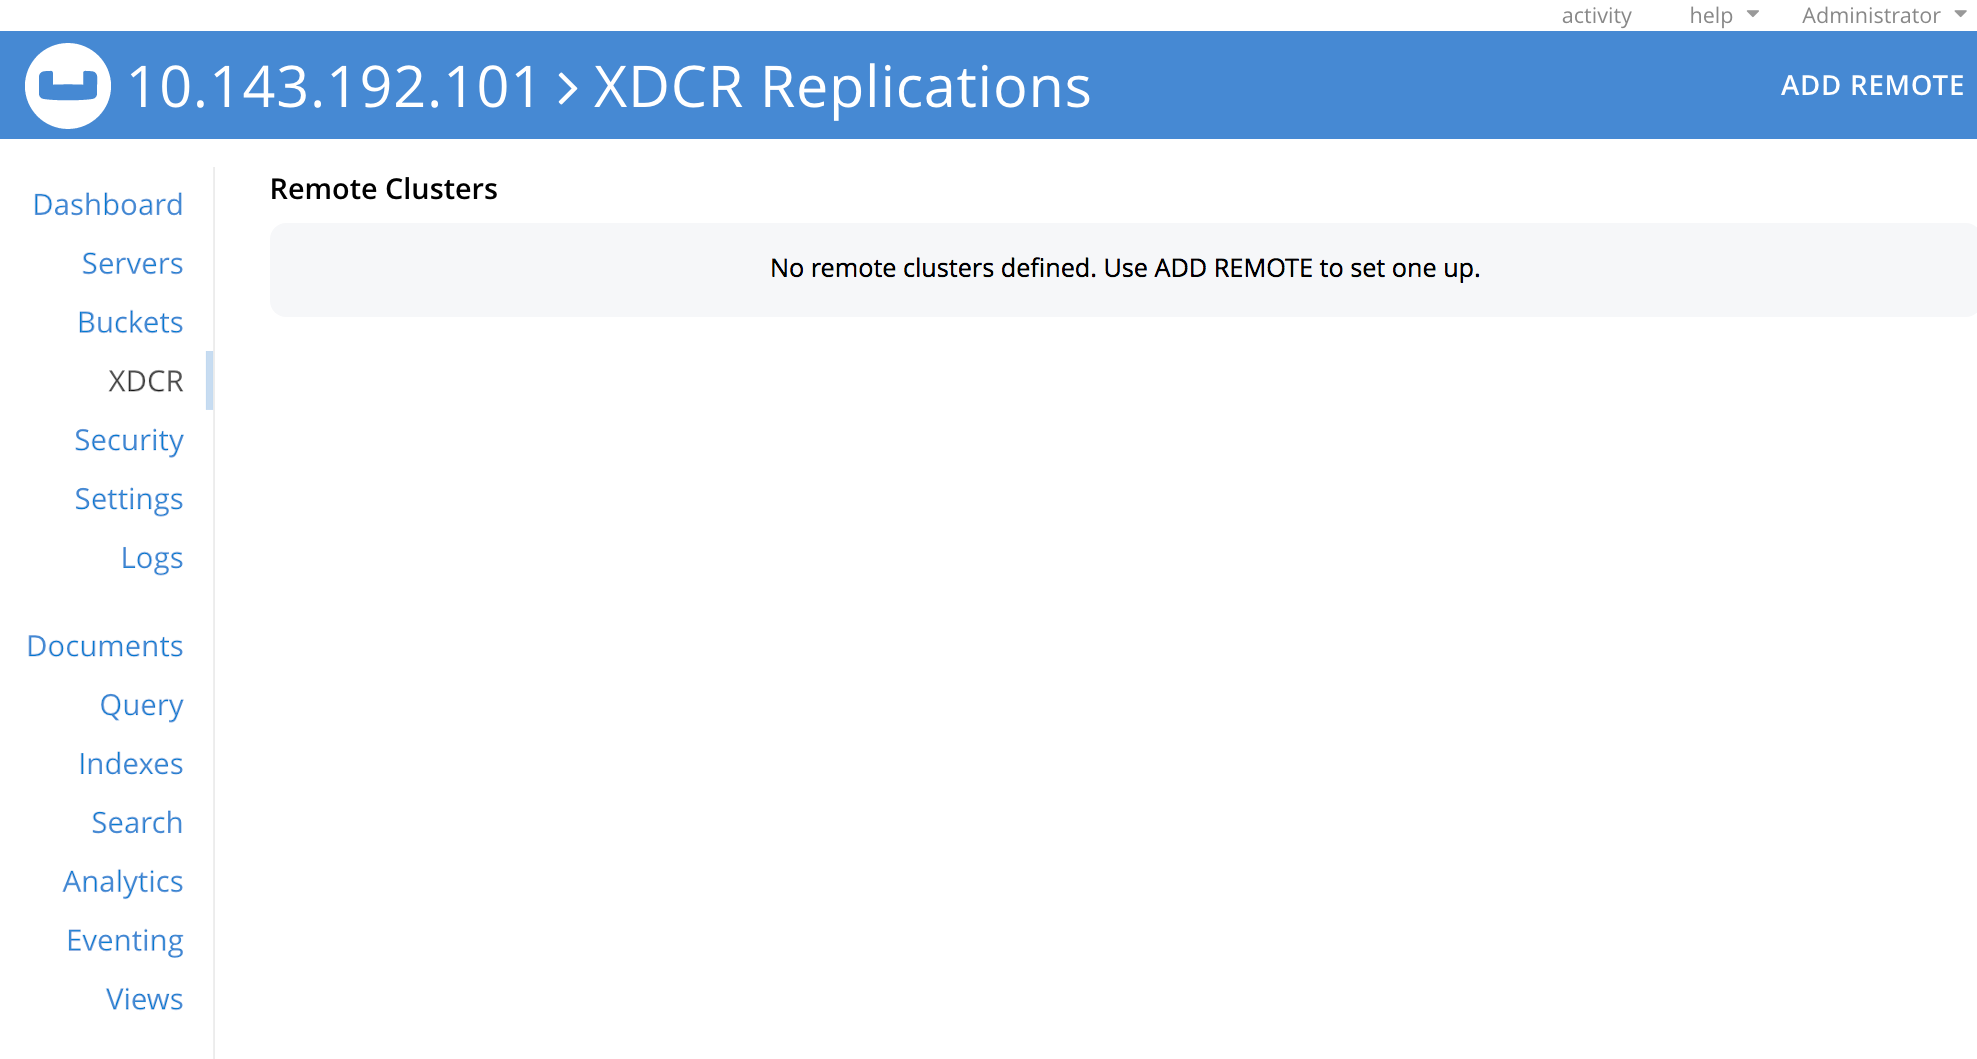 activity help Administrator
10.143.192.101 > XDCR Replications ADD REMOTE
Remote Clusters
No remote clusters defined. Use ADD REMOTE to set one up.
Dashboard
Servers
Buckets
XDCR
Security
Settings
Logs
Documents
Query
Indexes
Search
Analytics
Eventing
Views